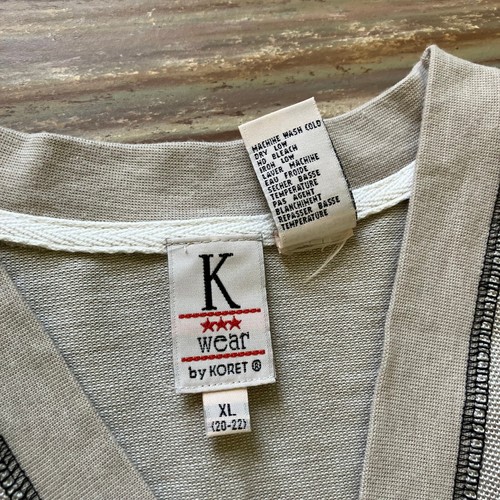 MACHINE WASH COLD
DRY LOW
NO BLEACH
IRON LOW
LAVER MACHINE
EAU FROIDE
SECHER BASSE
TEMPERATURE
PAS AGENT
BLANCHIMENT
REPASSER BASSE
TEMPERATURE
K
wear
by KORET ®
XL
(20-22)